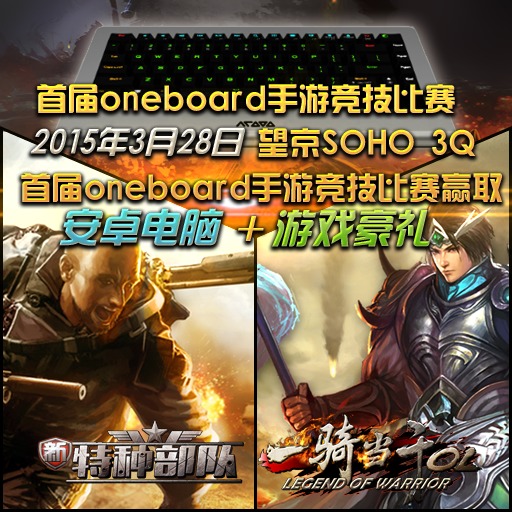 首届oneboard手游竞技比赛
2015年3月28日 望京SOHO 3Q
首届oneboard手游竞技比赛赢取
安卓电脑 + 游戏豪礼
新特种部队
一骑当千OL
LEGEND OF WARRIOR